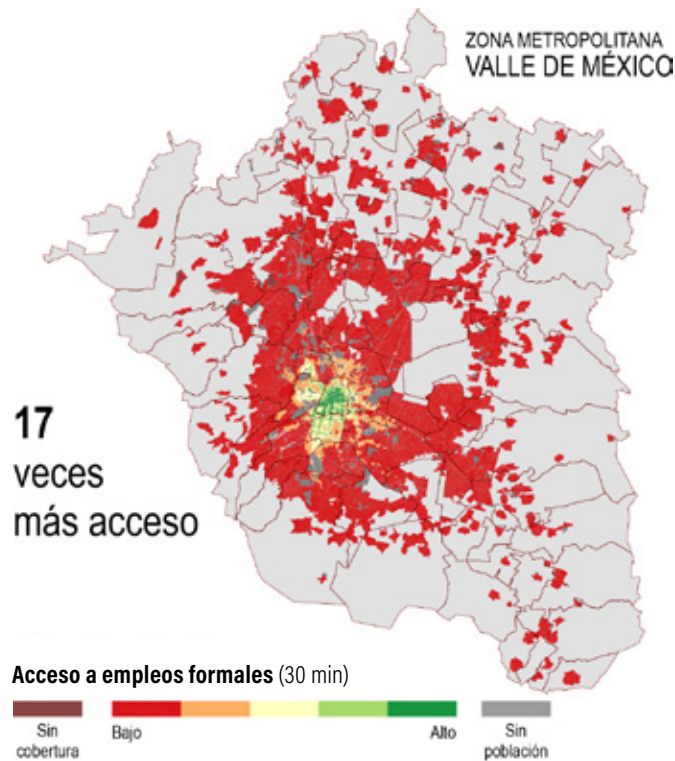 ZONA METROPOLITANA
VALLE DE MÉXICO
17
veces
más acceso
Acceso a empleos formales (30 min)
Sin
cobertura
Bajo
Alto
Sin
población